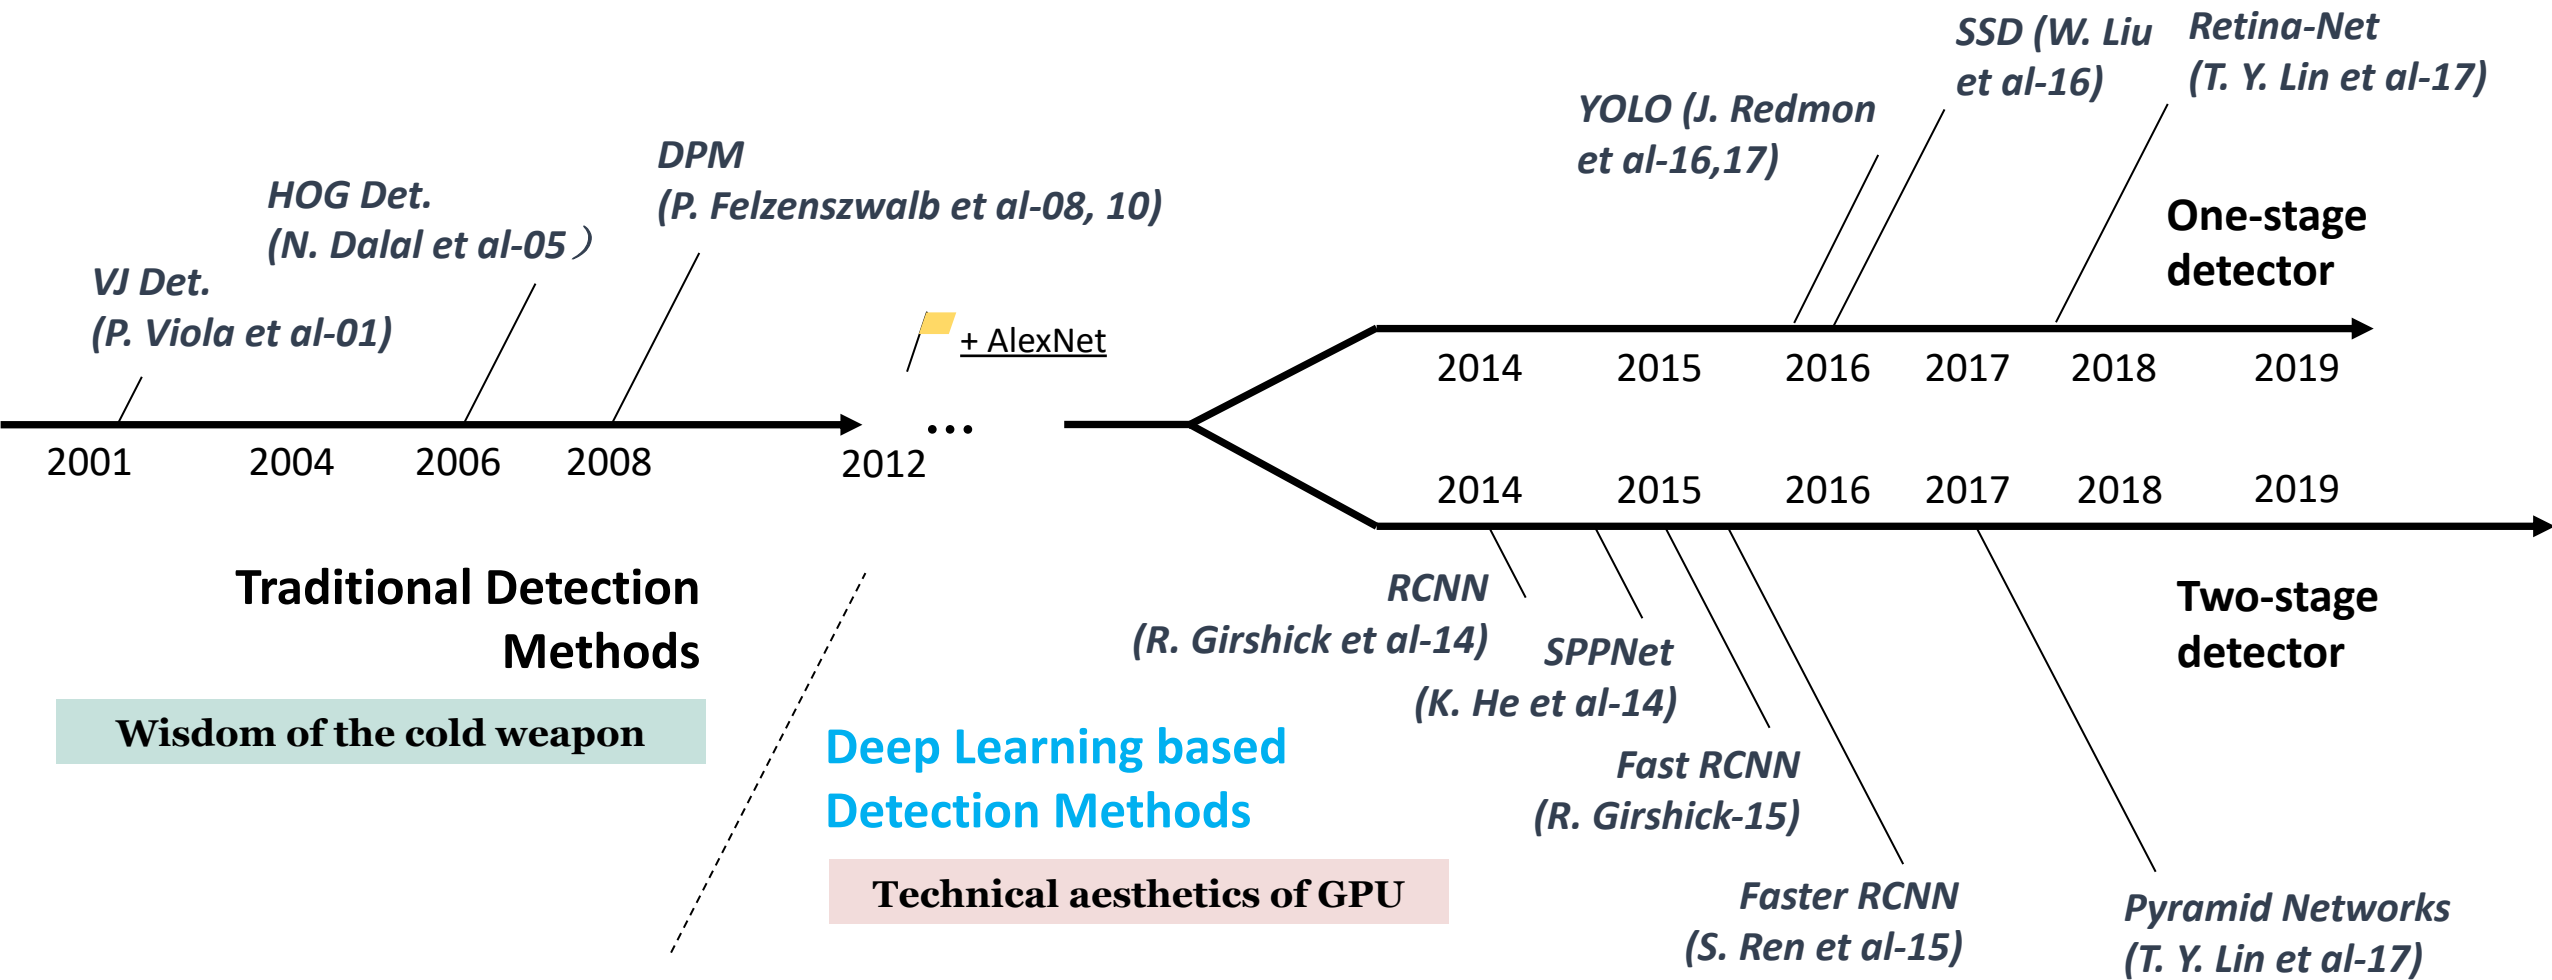 VJ Det.
(P. Viola et al-01)
HOG Det.
(N. Dalal et al-05）
DPM
(P. Felzenszwalb et al-08, 10)
+ AlexNet
...
2001
2004
2006
2008
2012
Traditional Detection
Methods
Wisdom of the cold weapon
Deep Learning based
Detection Methods
Technical aesthetics of GPU
YOLO (J. Redmon
et al-16,17)
SSD (W. Liu
et al-16)
Retina-Net
(T. Y. Lin et al-17)
One-stage
detector
2014
2015
2016
2017
2018
2019
2014
2015
2016
2017
2018
2019
RCNN
(R. Girshick et al-14)
SPPNet
(K. He et al-14)
Fast RCNN
(R. Girshick-15)
Faster RCNN
(S. Ren et al-15)
Pyramid Networks
(T. Y. Lin et al-17)
Two-stage
detector